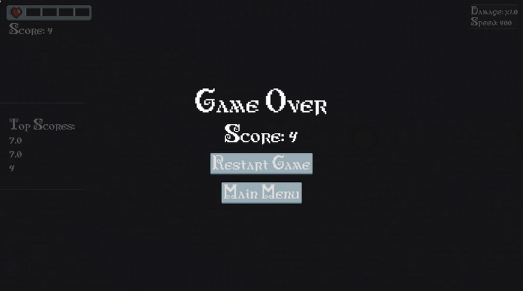 Score: 4
Damage: x1.0
Speed: 400
Game Over
Score: 4
Restart Game
Main Menu
Top Scores:
7.0
7.0
4